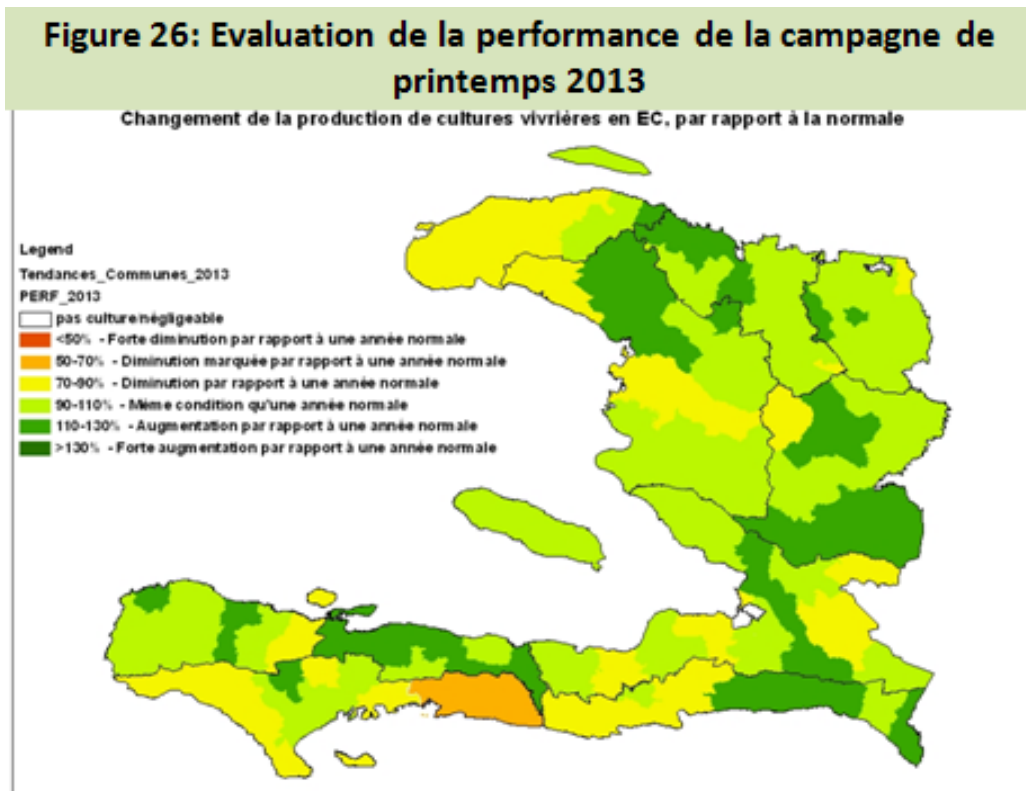 Figure 26: Evaluation de la performance de la campagne de
printemps 2013
Changement de la production de cultures vivrières en EC, par rapport à la normale
Legend
Tendances_Communes_2013
PERF_2013
pas culture/négligeable
<50% - Forte diminution par rapport à une année normale
50-70% - Diminution marquée par rapport à une année normale
70-90% - Diminution par rapport à une année normale
90-110% - Même condition qu'une année normale
110-130% - Augmentation par rapport à une année normale
>130% - Forte augmentation par rapport à une année normale